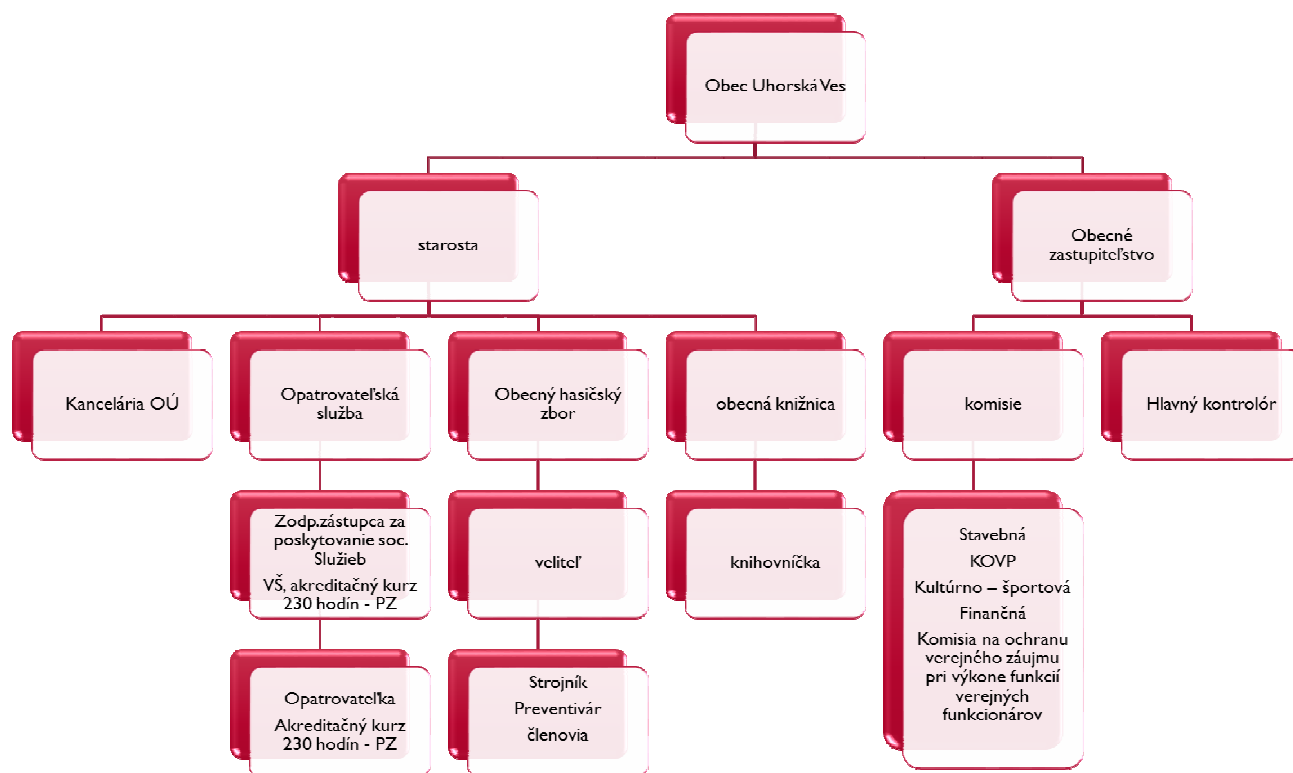 Obec Uhorská Ves
starosta
Obecné
zastupiteľstvo
Kancelária OÚ
Opatrovateľská
služba
Obecný hasičský
zbor
obecná knižnica
komisie
Hlavný kontrolór
Zodp.zástupca za
poskytovanie soc.
Služieb
VŠ, akreditačný kurz
230 hodín - PZ
veliteľ
knihovníčka
Stavebná
KOVP
Kultúrno – športová
Finančná
Komisia na ochranu
verejného záujmu
pri výkone funkcií
verejných
funkcionárov
Opatrovateľka
Akreditačný kurz
230 hodín - PZ
Strojník
Preventivár
členovia